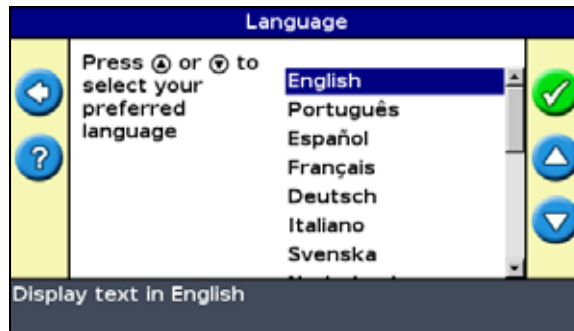 Language
Press ▲ or ▼ to
select your
preferred
language
English
Português
Español
Français
Deutsch
Italiano
Svenska
Display text in English